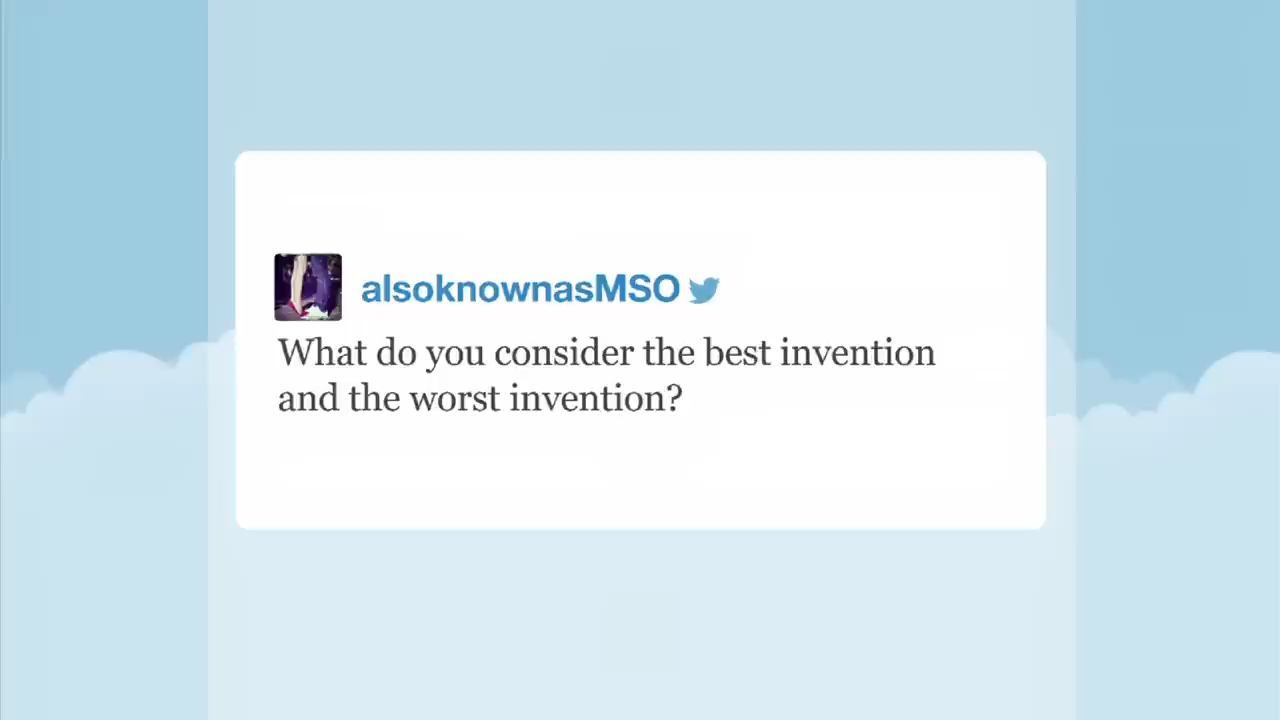 alsoknownasMSO
What do you consider the best invention
and the worst invention?